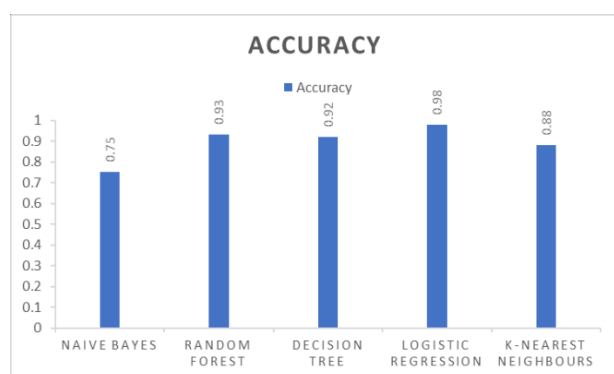 ACCURACY
Accuracy
0.75
0.93
0.92
0.98
0.88
1
0.9
0.8
0.7
0.6
0.5
0.4
0.3
0.2
0.1
0
NAIVE BAYES
RANDOM
FOREST
DECISION
TREE
LOGISTIC
REGRESSION
K-NEAREST
NEIGHBOURS